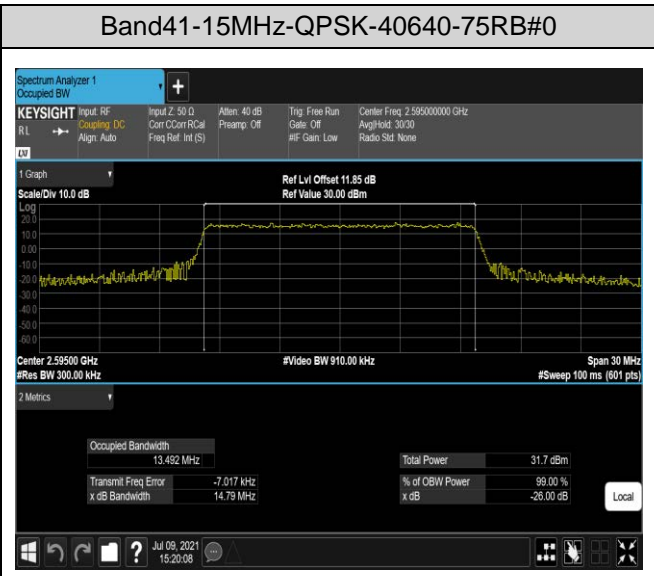 Band41-15MHz-QPSK-40640-75RB#0
Spectrum Analyzer 1
Occupied BW
+
KEYSIGHT Input: RF Input Z: 50 Ω Atten: 40 dB Trig: Free Run Center Freq: 2.595000000 GHz
RL Coupling: DC Corr CCorr RCal Preamp: Off Gate: Off Avg|Hold: 30/30
Align: Auto Freq Ref: Int (S) #IF Gain: Low Radio Std: None
LXI
1 Graph Ref Lvl Offset 11.85 dB
Scale/Div 10.0 dB Ref Value 30.00 dBm
Log
20.0
10.0
0.00
-10.0
-20.0
-30.0
-40.0
-50.0
-60.0
Center 2.59500 GHz #Video BW 910.00 kHz Span 30 MHz
#Res BW 300.00 kHz #Sweep 100 ms (601 pts)
2 Metrics
Occupied Bandwidth
13.492 MHz Total Power 31.7 dBm
Transmit Freq Error -7.017 kHz % of OBW Power 99.00 %
x dB Bandwidth 14.79 MHz x dB -26.00 dB
Local
? Jul 09, 2021
15:20:08